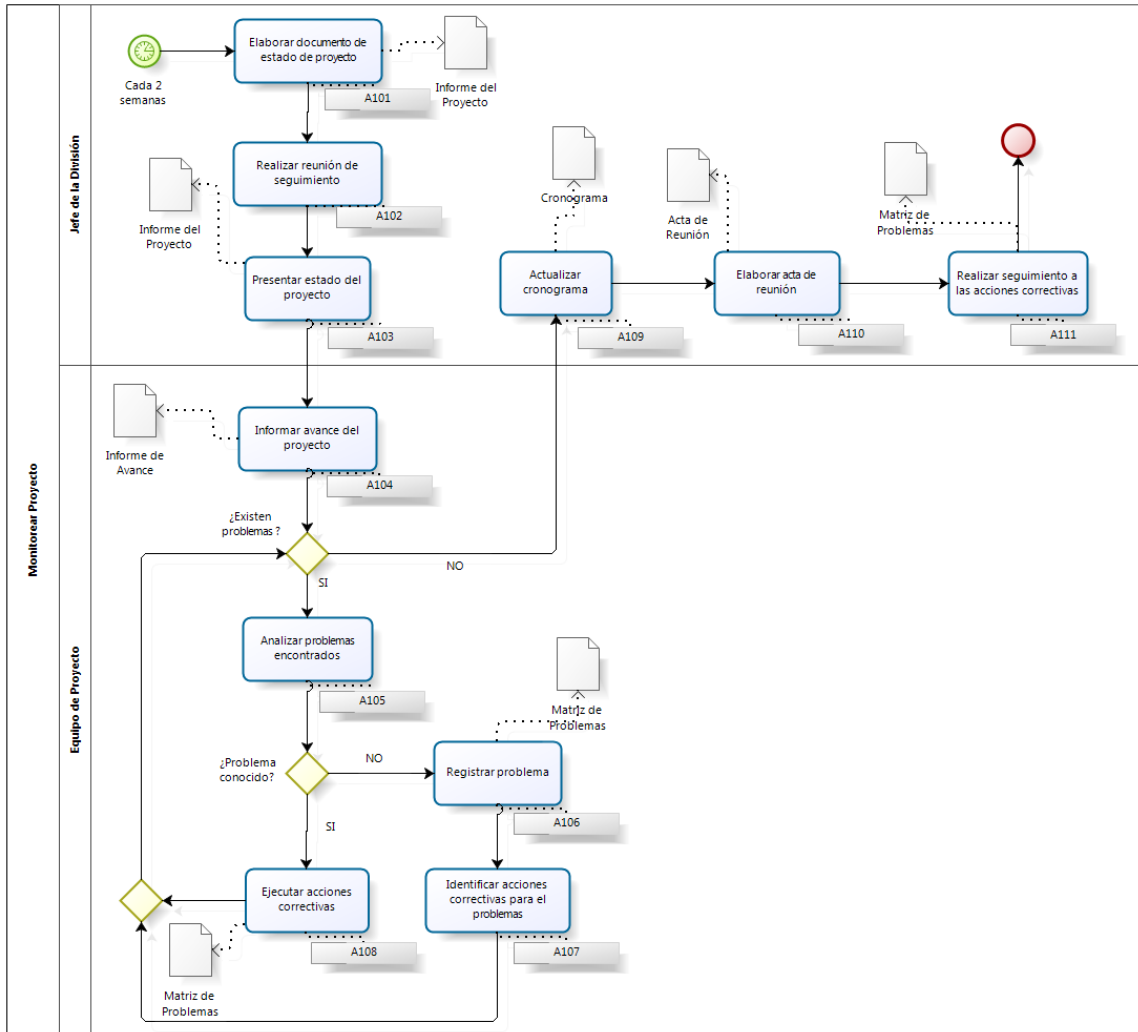 Monitorear Proyecto
Jefe de la División
Cada 2
semanas
Elaborar documento de
estado de proyecto
A101
Informe del
Proyecto
Realizar reunión de
seguimiento
A102
Informe del
Proyecto
Presentar estado del
proyecto
A103
Cronograma
Actualizar
cronograma
A109
Acta de
Reunión
Elaborar acta de
reunión
A110
Matriz de
Problemas
Realizar seguimiento a
las acciones correctivas
A111
Equipo de Proyecto
Informe de
Avance
Informar avance del
proyecto
A104
¿Existen
problemas ?
NO
SI
Analizar problemas
encontrados
A105
¿Problema
conocido?
NO
SI
Matriz de
Problemas
Registrar problema
A106
Identificar acciones
correctivas para el
problemas
A107
Ejecutar acciones
correctivas
A108
Matriz de
Problemas